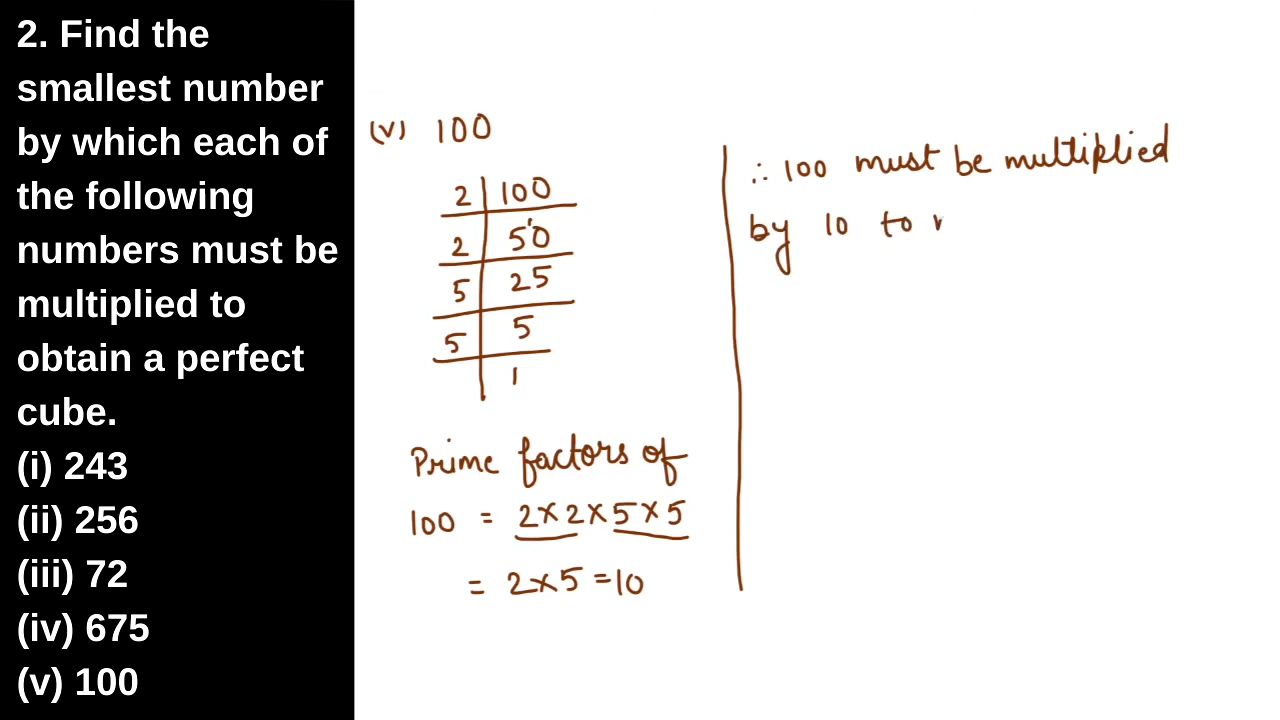 2. Find the
smallest number
by which each of
the following
numbers must be
multiplied to
obtain a perfect
cube.
(i) 243
(ii) 256
(iii) 72
(iv) 675
(v) 100
(v) 100
2 | 100
2 | 50
5 | 25
5 | 5
| 1
Prime factors of
100 = 2×2×5×5
= 2×5=10
∴ 100 must be multiplied
by 10 to